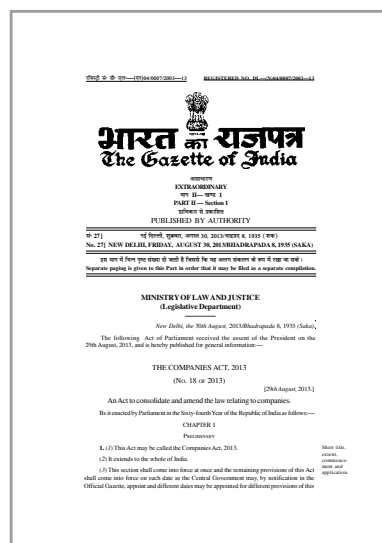 रजिस्ट्री सं० डी० एल०—(एन)04/0007/2003—13 REGISTERED NO. DL—(N)04/0007/2003—13
भारत का राजपत्र
The Gazette of India
असाधारण
EXTRAORDINARY
भाग II— खण्ड 1
PART II — Section 1
प्राधिकार से प्रकाशित
PUBLISHED BY AUTHORITY
सं॰ 27] नई दिल्ली, शुक्रवार, अगस्त 30, 2013/भाद्रपद 8, 1935 (शक)
No. 27] NEW DELHI, FRIDAY, AUGUST 30, 2013/BHADRAPADA 8, 1935 (SAKA)
इस भाग में भिन्न पृष्ठ संख्या दी जाती है जिससे कि यह अलग संकलन के रूप में रखा जा सके।
Separate paging is given to this Part in order that it may be filed as a separate compilation.
MINISTRY OF LAW AND JUSTICE
(Legislative Department)
New Delhi, the 30th August, 2013/Bhadrapada 8, 1935 (Saka).
The following Act of Parliament received the assent of the President on the
29th August, 2013, and is hereby published for general information:—
THE COMPANIES ACT, 2013
(No. 18 OF 2013)
[29th August, 2013.]
An Act to consolidate and amend the law relating to companies.
BE it enacted by Parliament in the Sixty-fourth Year of the Republic of India as follows:—
CHAPTER I
PRELIMINARY
1. (1) This Act may be called the Companies Act, 2013.
(2) It extends to the whole of India.
(3) This section shall come into force at once and the remaining provisions of this Act
shall come into force on such date as the Central Government may, by notification in the
Official Gazette, appoint and different dates may be appointed for different provisions of this
Short title,
extent,
commence-
ment and
application.